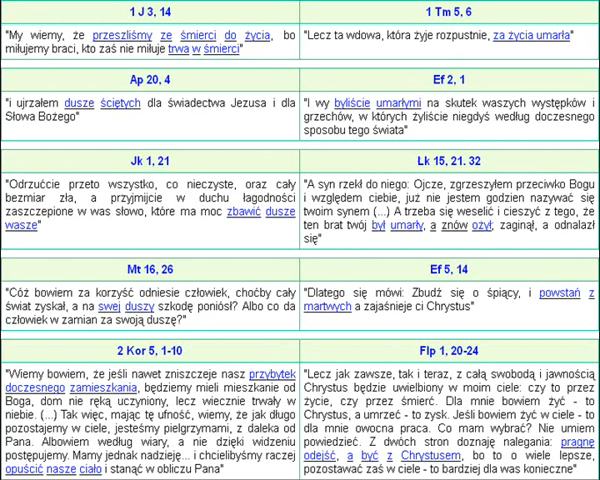 1 J 3, 14
"My wiemy, że przeszliśmy ze śmierci do życia, bo
miłujemy braci, kto zaś nie miłuje trwa w śmierci"
1 Tm 5, 6
"Lecz ta wdowa, która żyje rozpustnie, za życia umarła"
Ap 20, 4
"i ujrzałem dusze ściętych dla świadectwa Jezusa i dla
Słowa Bożego"
Ef 2, 1
"I wy byliście umarłymi na skutek waszych występków i
grzechów, w których żyliście niegdyś według doczesnego
sposobu tego świata"
Jk 1, 21
"Odrzućcie przeto wszystko, co nieczyste, oraz cały
bezmiar zła, a przyjmijcie w duchu łagodności
zaszczepione w was słowo, które ma moc zbawić dusze
wasze"
Lk 15, 21. 32
"A syn rzekł do niego: Ojcze, zgrzeszyłem przeciwko Bogu
i względem ciebie, już nie jestem godzien nazywać się
twoim synem (...) A trzeba się weselić i cieszyć z tego, że
ten brat twój był umarły, a znów ożył; zaginął, a odnalazł
się"
Mt 16, 26
"Cóż bowiem za korzyść odniesie człowiek, choćby cały
świat zyskał, a na swej duszy szkodę poniósł? Albo co da
człowiek w zamian za swoją duszę?"
Ef 5, 14
"Dlatego się mówi: Zbudź się o śpiący, i powstań z
martwych a zajaśnieje ci Chrystus"
2 Kor 5, 1-10
"Wiemy bowiem, że jeśli nawet zniszczeje nasz przybytek
doczesnego zamieszkania, będziemy mieli mieszkanie od
Boga, dom nie ręką uczyniony, lecz wiecznie trwały w
niebie. (...) Tak więc, mając tę ufność, wiemy, że jak długo
pozostajemy w ciele, jesteśmy pielgrzymami, z daleka od
Pana. Albowiem według wiary, a nie dzięki widzeniu
postępujemy. Mamy jednak nadzieję... i chcielibyśmy raczej
opuścić nasze ciało i stanąć w obliczu Pana"
Flp 1, 20-24
"Lecz jak zawsze, tak i teraz, z całą swobodą i jawnością
Chrystus będzie uwielbiony w moim ciele: czy to przez
życie, czy przez śmierć. Dla mnie bowiem żyć - to
Chrystus, a umrzeć - to zysk. Jeśli bowiem żyć w ciele - to
dla mnie owocna praca. Co mam wybrać? Nie umiem
powiedzieć. Z dwóch stron doznaję nalegania: pragnę
odejść, a być z Chrystusem, bo to o wiele lepsze,
pozostawać zaś w ciele - to bardziej dla was konieczne"